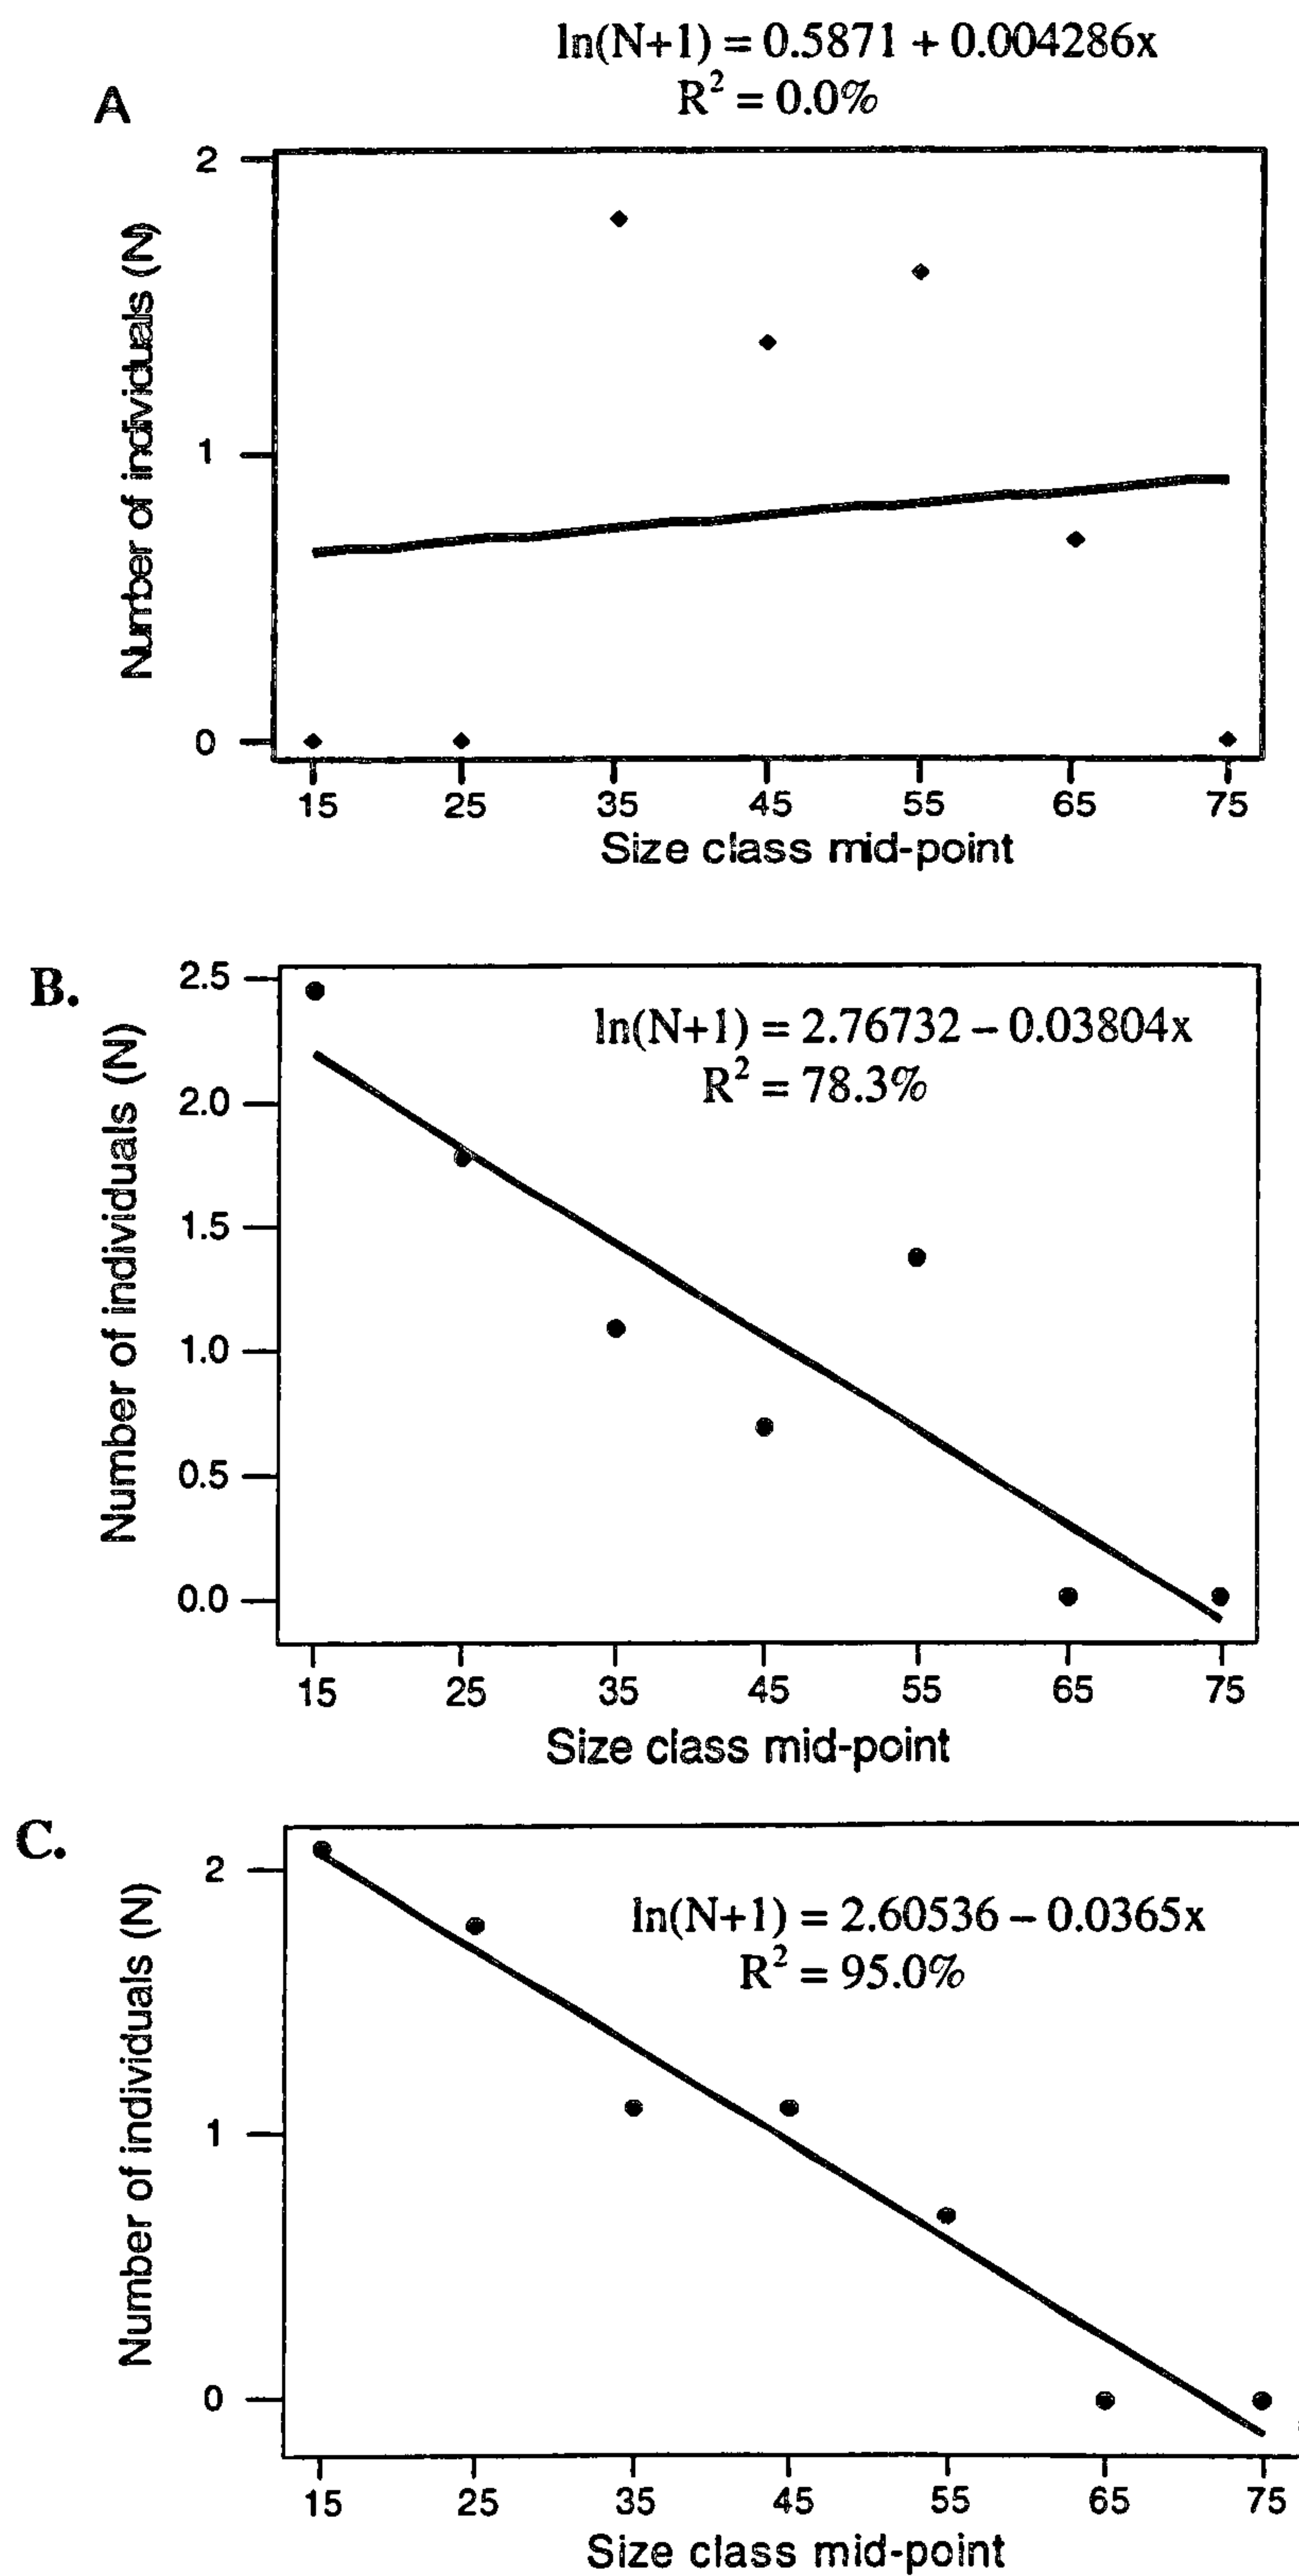 ln(N+1) = 0.5871 + 0.004286x
R² = 0.0%
A
Number of individuals (N)
2
1
0
15 25 35 45 55 65 75
Size class mid-point
B.
Number of individuals (N)
2.5
2.0
1.5
1.0
0.5
0.0
ln(N+1) = 2.76732 – 0.03804x
R² = 78.3%
15 25 35 45 55 65 75
Size class mid-point
C.
Number of individuals (N)
2
1
0
ln(N+1) = 2.60536 – 0.0365x
R² = 95.0%
15 25 35 45 55 65 75
Size class mid-point